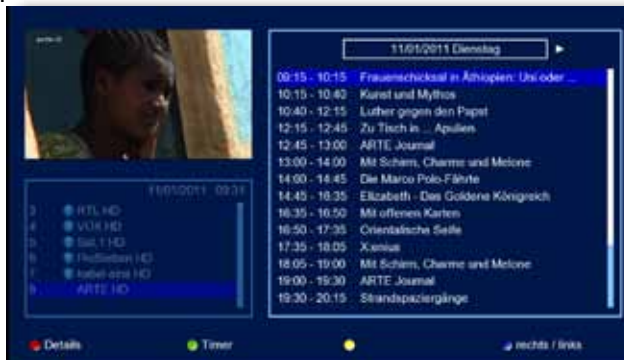 arte HD
11/01/2011 09:31
3 RTL HD
4 VOX HD
5 Sat.1 HD
6 ProSieben HD
7 kabel eins HD
8 ARTE HD
11/01/2011 Dienstag
09:15 - 10:15 Frauenschicksal in Äthiopien: Uni oder ...
10:15 - 10:40 Kunst und Mythos
10:40 - 12:15 Luther gegen den Papst
12:15 - 12:45 Zu Tisch in ... Apulien
12:45 - 13:00 ARTE Journal
13:00 - 14:00 Mit Schirm, Charme und Melone
14:00 - 14:45 Die Marco Polo-Fährte
14:45 - 16:35 Elizabeth - Das Goldene Königreich
16:35 - 16:50 Mit offenen Karten
16:50 - 17:35 Orientalische Seife
17:35 - 18:05 X:enius
18:05 - 19:00 Mit Schirm, Charme und Melone
19:00 - 19:30 ARTE Journal
19:30 - 20:15 Strandspaziergänge
Details Timer rechts / links